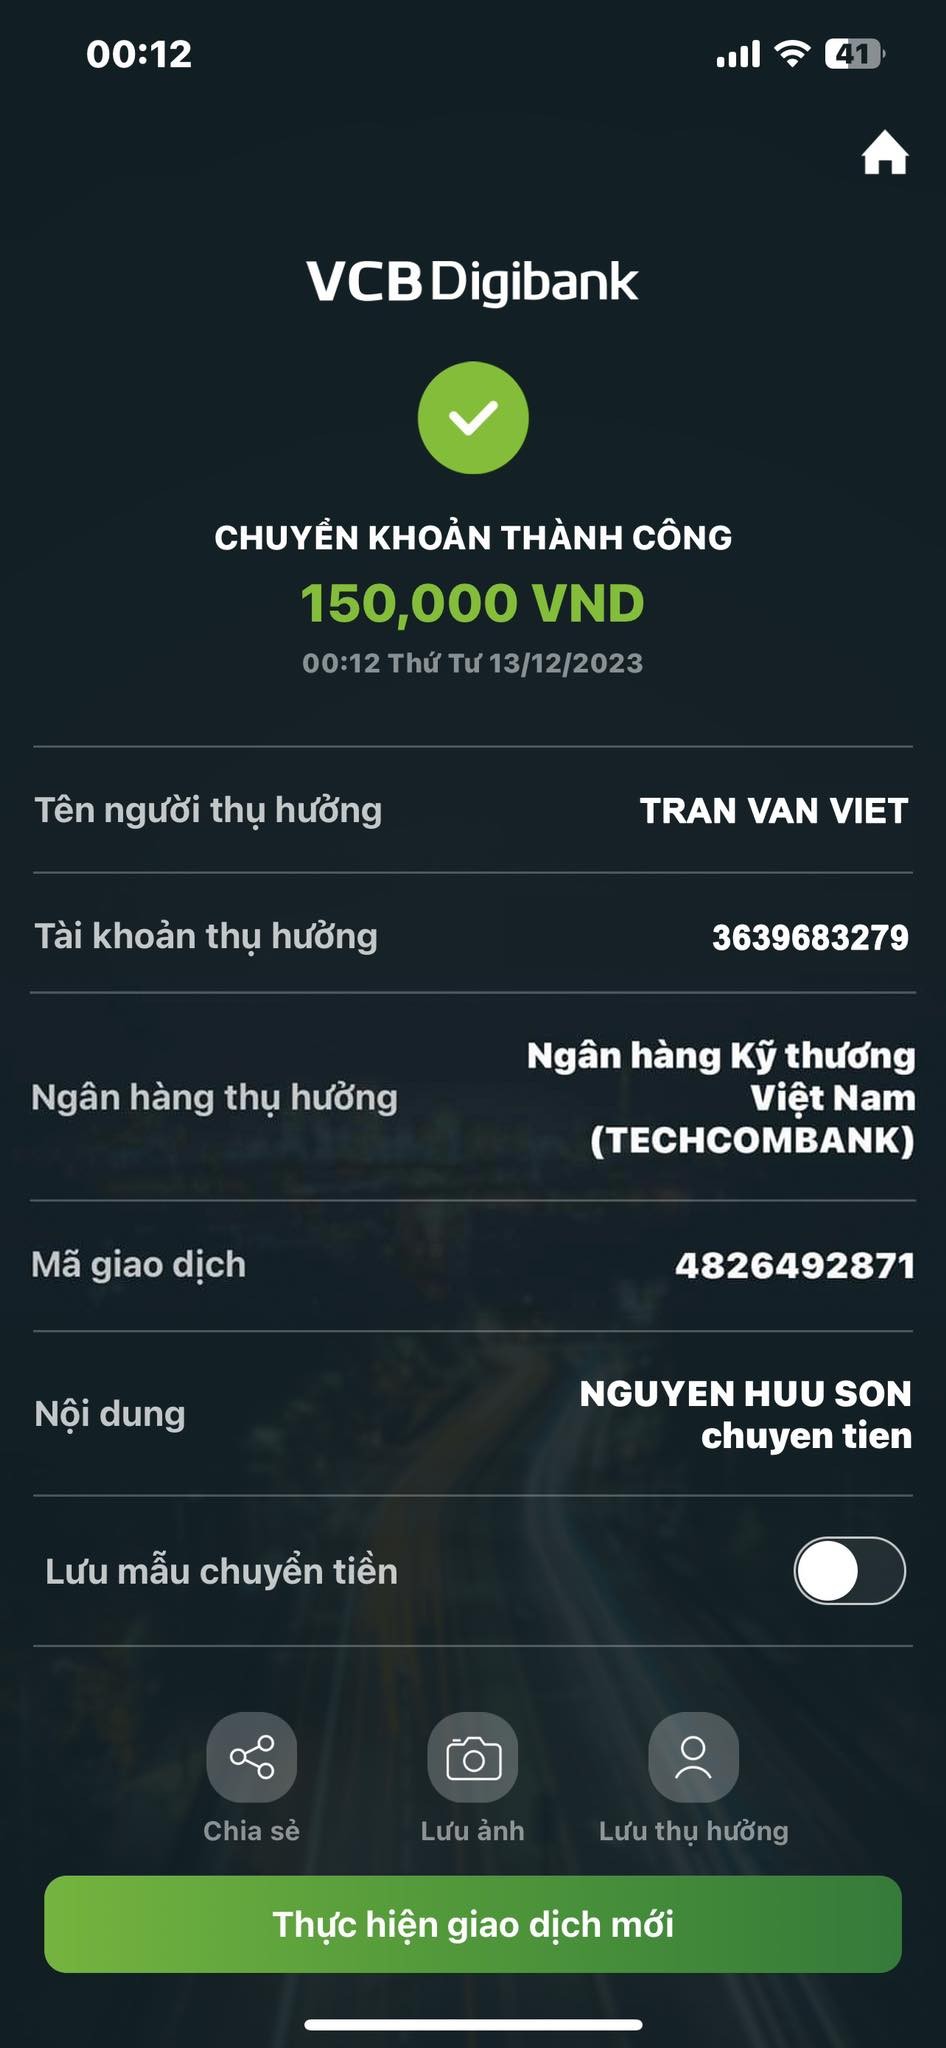 00:12
41
VCB Digibank
CHUYỂN KHOẢN THÀNH CÔNG
150,000 VND
00:12 Thứ Tư 13/12/2023
Tên người thụ hưởng
TRAN VAN VIET
Tài khoản thụ hưởng
3639683279
Ngân hàng thụ hưởng
Ngân hàng Kỹ thương
Việt Nam
(TECHCOMBANK)
Mã giao dịch
4826492871
Nội dung
NGUYEN HUU SON
chuyen tien
Lưu mẫu chuyển tiền
Chia sẻ
Lưu ảnh
Lưu thụ hưởng
Thực hiện giao dịch mới